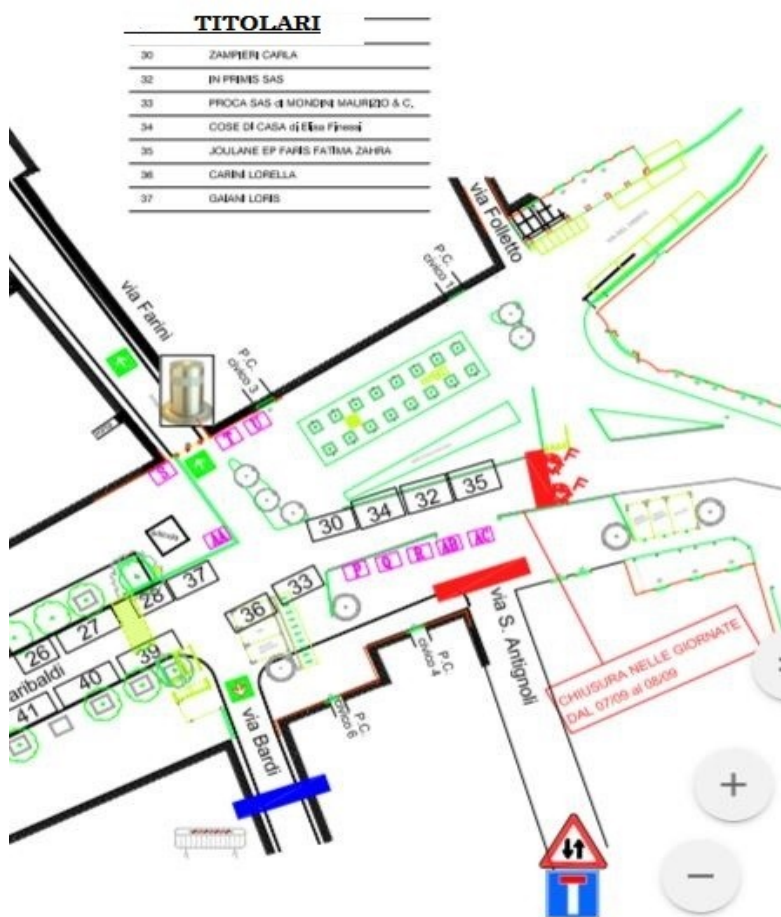 TITOLARI
30 ZAMPIERI CARLA
32 IN PRIMIS SAS
33 PROCA SAS di MONDINI MAURIZIO & C.
34 COSE DI CASA di Elisa Finessi
35 JOULANE EP FARIS FATIMA ZAHRA
36 CARINI LORELLA
37 GAIANI LORIS
via Folletto
P.C.
civico 1
via Farini
P.C.
civico 3
T U
S
35
32
34
30
F
F
AA
P Q R AB AC
37
28
33
36
27
26
39
40
41
aribaldi
via Bardi
P.C.
civico 4
P.C.
civico 6
via S. Antignoli
CHIUSURA NELLE GIORNATE
DAL 07/09 al 08/09
+
−